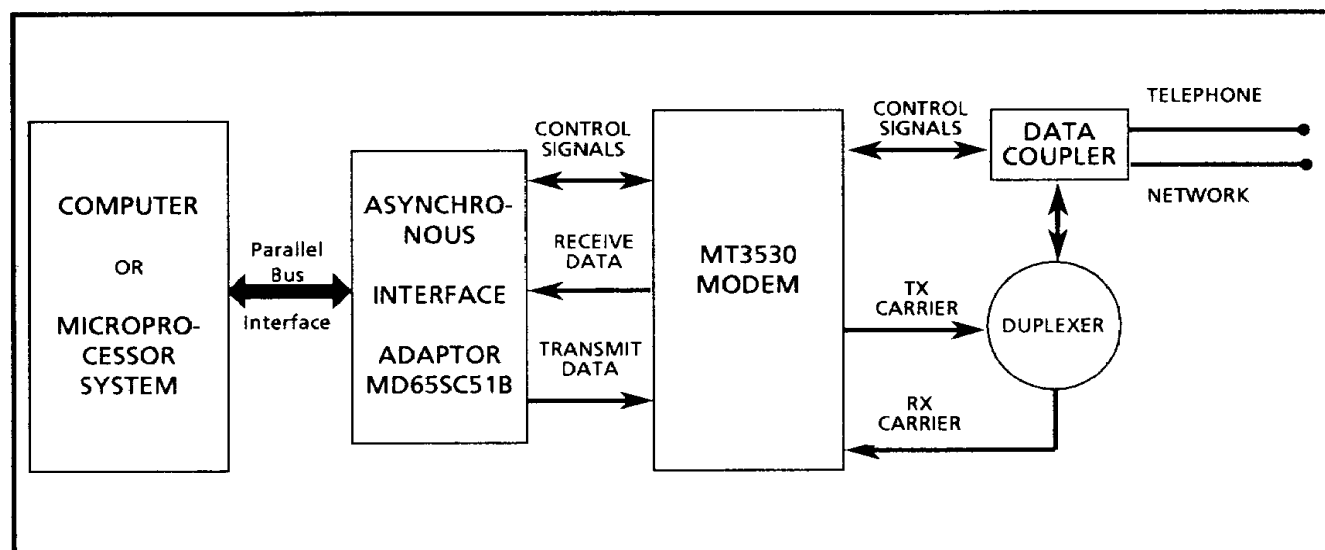 COMPUTER
OR
MICROPRO-
CESSOR
SYSTEM
Parallel
Bus
Interface
ASYNCHRO-
NOUS
INTERFACE
ADAPTOR
MD65SC51B
CONTROL
SIGNALS
RECEIVE
DATA
TRANSMIT
DATA
MT3530
MODEM
CONTROL
SIGNALS
TX
CARRIER
RX
CARRIER
DATA
COUPLER
DUPLEXER
TELEPHONE
NETWORK